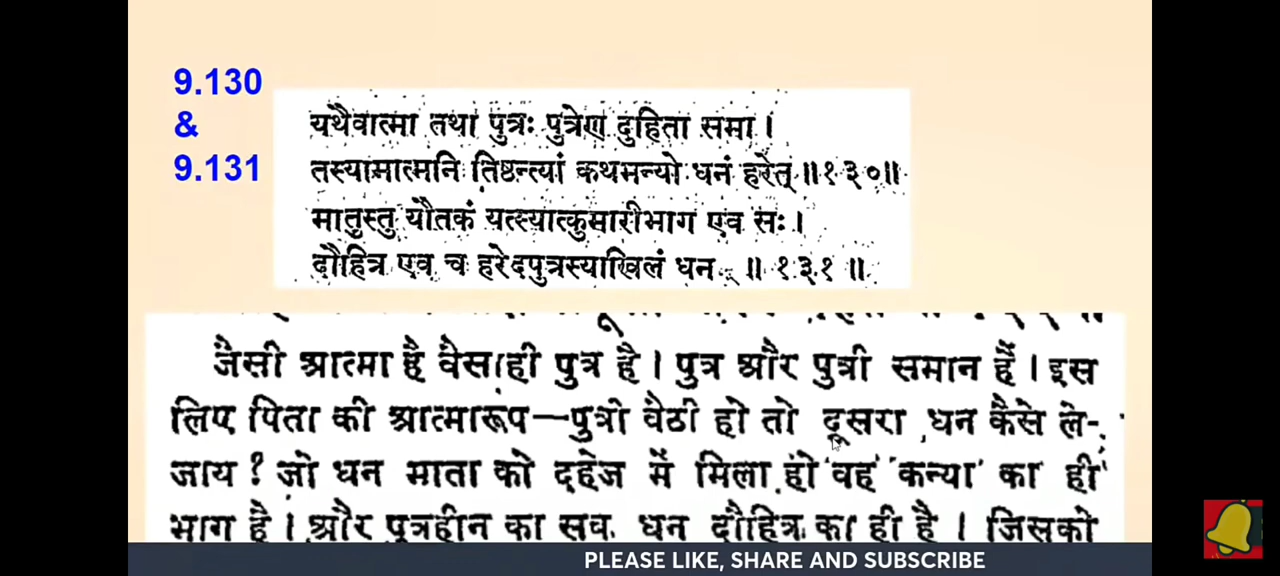 9.130
&
9.131
यथैवात्मा तथा पुत्रः पुत्रेण दुहिता समा ।
तस्यामात्मनि तिष्ठन्त्यां कथमन्यो धनं हरेत् ॥१३०॥
मातुस्तु यौतकं यत्स्यात्कुमारीभाग एव सः ।
दौहित्र एव च हरेदपुत्रस्याखिलं धन ॥ १३१ ॥
जैसी आत्मा है वैसा ही पुत्र है । पुत्र और पुत्री समान हैं । इस
लिए पिता की आत्मारूप—पुत्री वैठी हो तो दूसरा धन कैसे ले-
जाय ? जो धन माता को दहेज में मिला हो वह कन्या का ही
भाग है । और पुत्रहीन का सव धन दौहित्र का ही है । जिसको
PLEASE LIKE, SHARE AND SUBSCRIBE